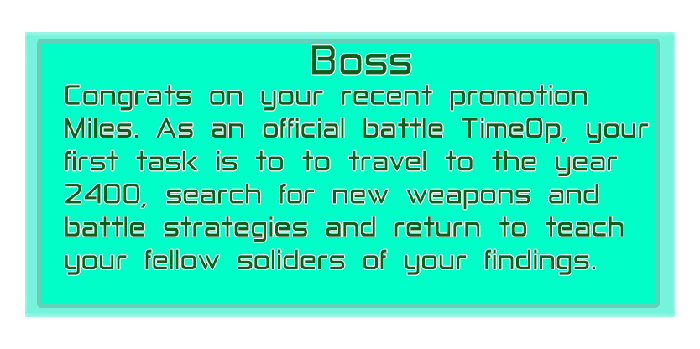 Boss
Congrats on your recent promotion
Miles. As an official battle TimeOp, your
first task is to to travel to the year
2400, search for new weapons and
battle strategies and return to teach
your fellow soliders of your findings.